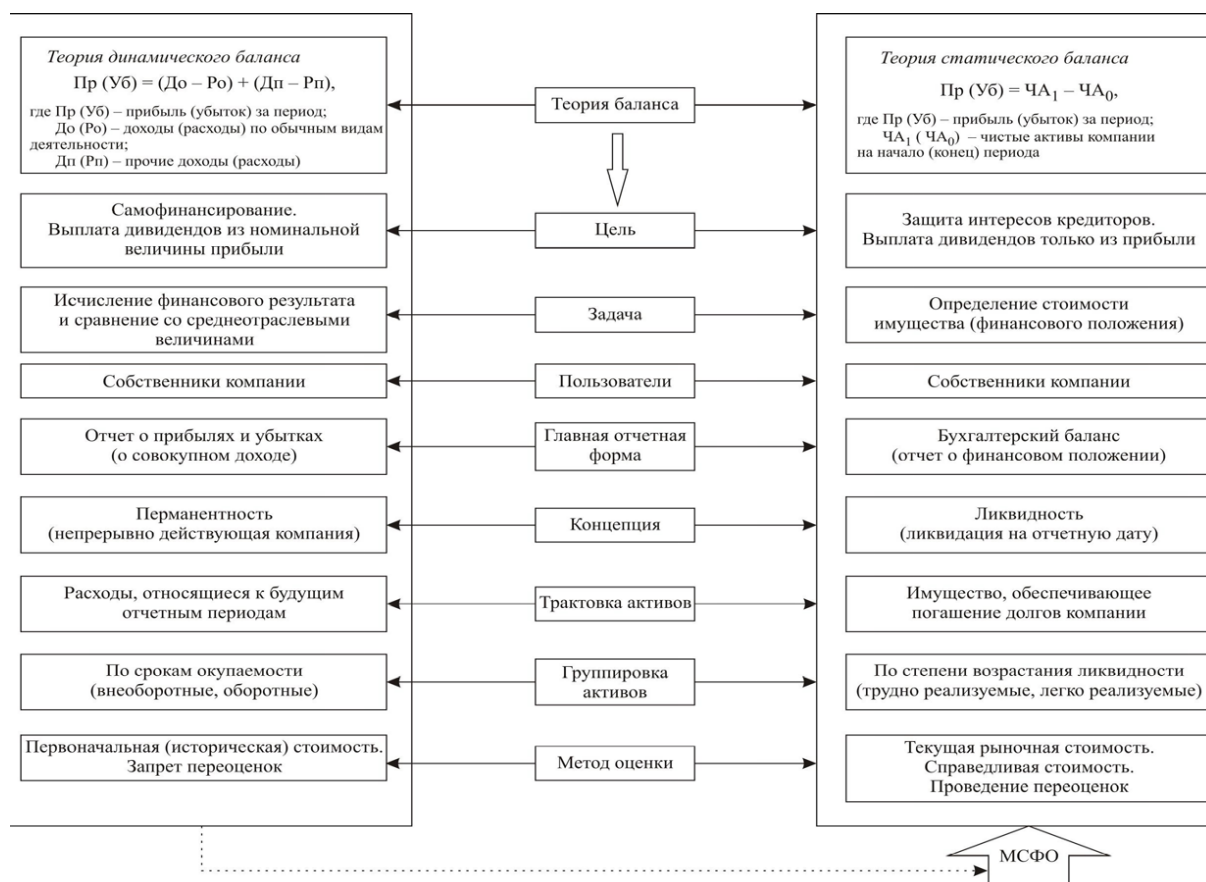 Теория динамического баланса
Пр (Уб) = (До – Ро) + (Дп – Рп),
где Пр (Уб) – прибыль (убыток) за период;
До (Ро) – доходы (расходы) по обычным видам
деятельности;
Дп (Рп) – прочие доходы (расходы)
Теория баланса
Теория статического баланса
Пр (Уб) = ЧА₁ – ЧА₀,
где Пр (Уб) – прибыль (убыток) за период;
ЧА₁ ( ЧА₀) – чистые активы компании
на начало (конец) периода
Самофинансирование.
Выплата дивидендов из номинальной
величины прибыли
Цель
Защита интересов кредиторов.
Выплата дивидендов только из прибыли
Исчисление финансового результата
и сравнение со среднеотраслевыми
величинами
Задача
Определение стоимости
имущества (финансового положения)
Собственники компании
Пользователи
Собственники компании
Отчет о прибылях и убытках
(о совокупном доходе)
Главная отчетная
форма
Бухгалтерский баланс
(отчет о финансовом положении)
Перманентность
(непрерывно действующая компания)
Концепция
Ликвидность
(ликвидация на отчетную дату)
Расходы, относящиеся к будущим
отчетным периодам
Трактовка активов
Имущество, обеспечивающее
погашение долгов компании
По срокам окупаемости
(внеоборотные, оборотные)
Группировка
активов
По степени возрастания ликвидности
(трудно реализуемые, легко реализуемые)
Первоначальная (историческая) стоимость.
Запрет переоценок
Метод оценки
Текущая рыночная стоимость.
Справедливая стоимость.
Проведение переоценок
МСФО